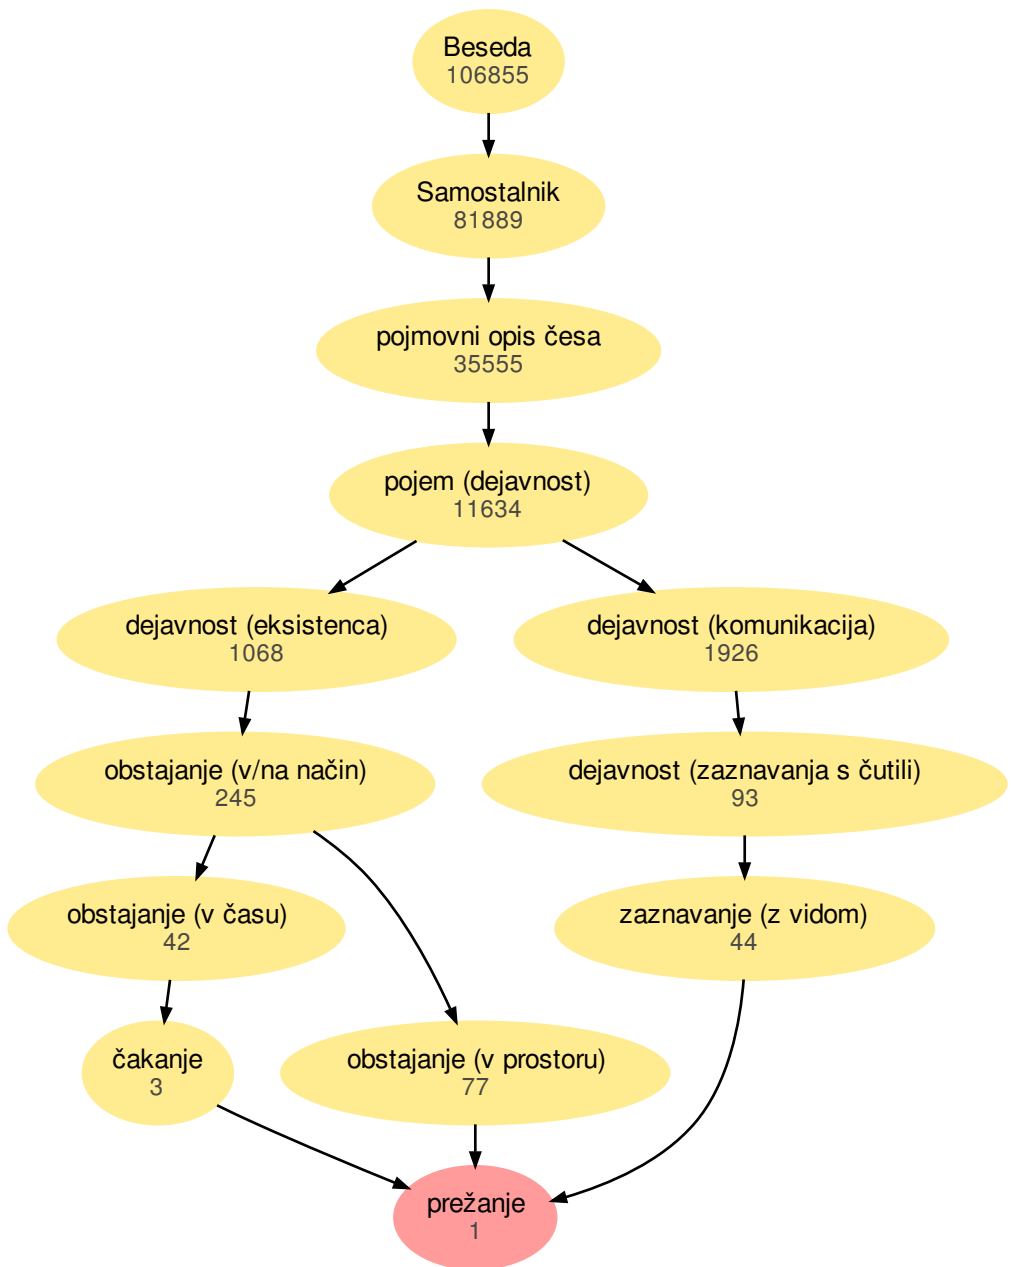 Beseda
106855
Samostalnik
81889
pojmovni opis česa
35555
pojem (dejavnost)
11634
dejavnost (eksistenca)
1068
dejavnost (komunikacija)
1926
obstajanje (v/na način)
245
dejavnost (zaznavanja s čutili)
93
obstajanje (v času)
42
zaznavanje (z vidom)
44
čakanje
3
obstajanje (v prostoru)
77
prežanje
1